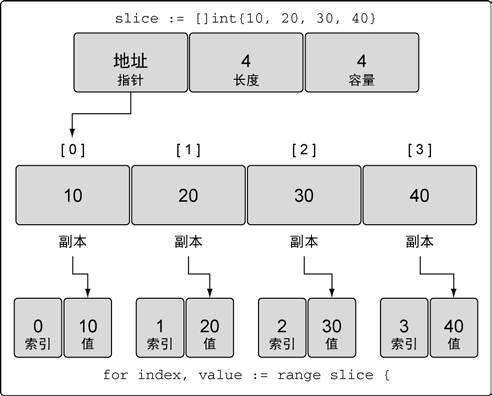 slice := []int{10, 20, 30, 40}
地址 4 4
指针 长度 容量
[0] [1] [2] [3]
10 20 30 40
副本 副本 副本 副本
0 10 1 20 2 30 3 40
索引 值 索引 值 索引 值 索引 值
for index, value := range slice {